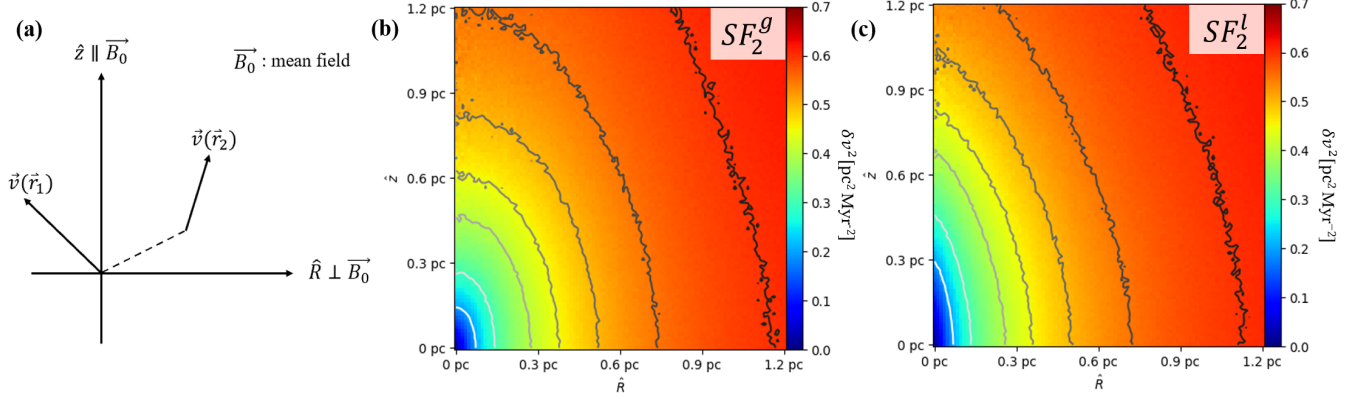 (a)
ẑ ∥ B₀⃗
B₀⃗ : mean field
v⃗(r⃗₂)
v⃗(r⃗₁)
R̂ ⊥ B₀⃗
(b)
SF₂ᵍ
1.2 pc
0.9 pc
0.6 pc
0.3 pc
0 pc
ẑ
0 pc 0.3 pc 0.6 pc 0.9 pc 1.2 pc
R̂
0.7
0.6
0.5
0.4
0.3
0.2
0.1
0.0
δv² [pc² Myr⁻²]
(c)
SF₂ˡ
1.2 pc
0.9 pc
0.6 pc
0.3 pc
0 pc
ẑ
0 pc 0.3 pc 0.6 pc 0.9 pc 1.2 pc
R̂
0.7
0.6
0.5
0.4
0.3
0.2
0.1
0.0
δv² [pc² Myr⁻²]